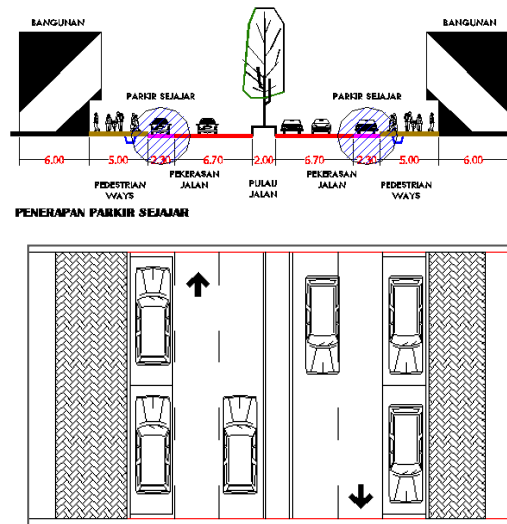 BANGUNAN
BANGUNAN
PARKIR SEJAJAR
PARKIR SEJAJAR
6.00 5.00 2.30 6.70 2.00 6.70 2.30 5.00 6.00
PEDESTRIAN WAYS
PEKERASAN JALAN
PULAU JALAN
PEKERASAN JALAN
PEDESTRIAN WAYS
PENERAPAN PARKIR SEJAJAR